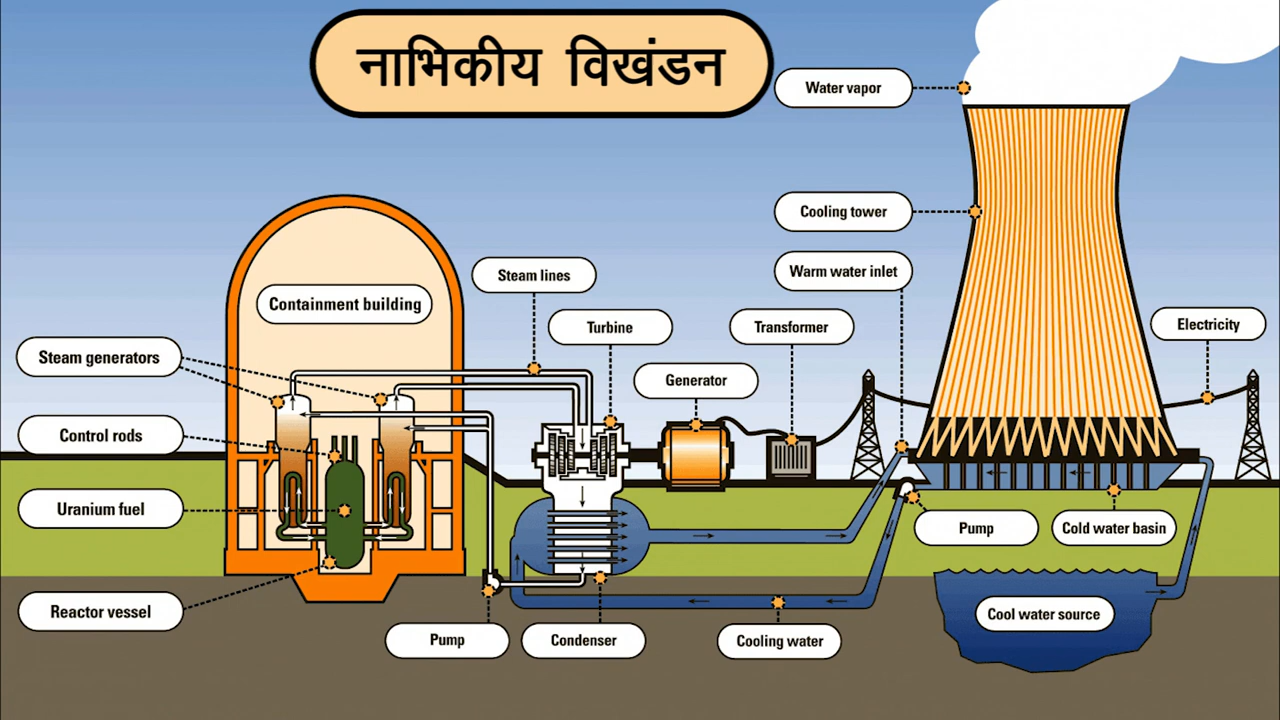 नाभिकीय विखंडन
Water vapor
Cooling tower
Warm water inlet
Steam lines
Containment building
Turbine
Transformer
Electricity
Steam generators
Generator
Control rods
Uranium fuel
Pump
Cold water basin
Reactor vessel
Cool water source
Pump
Condenser
Cooling water